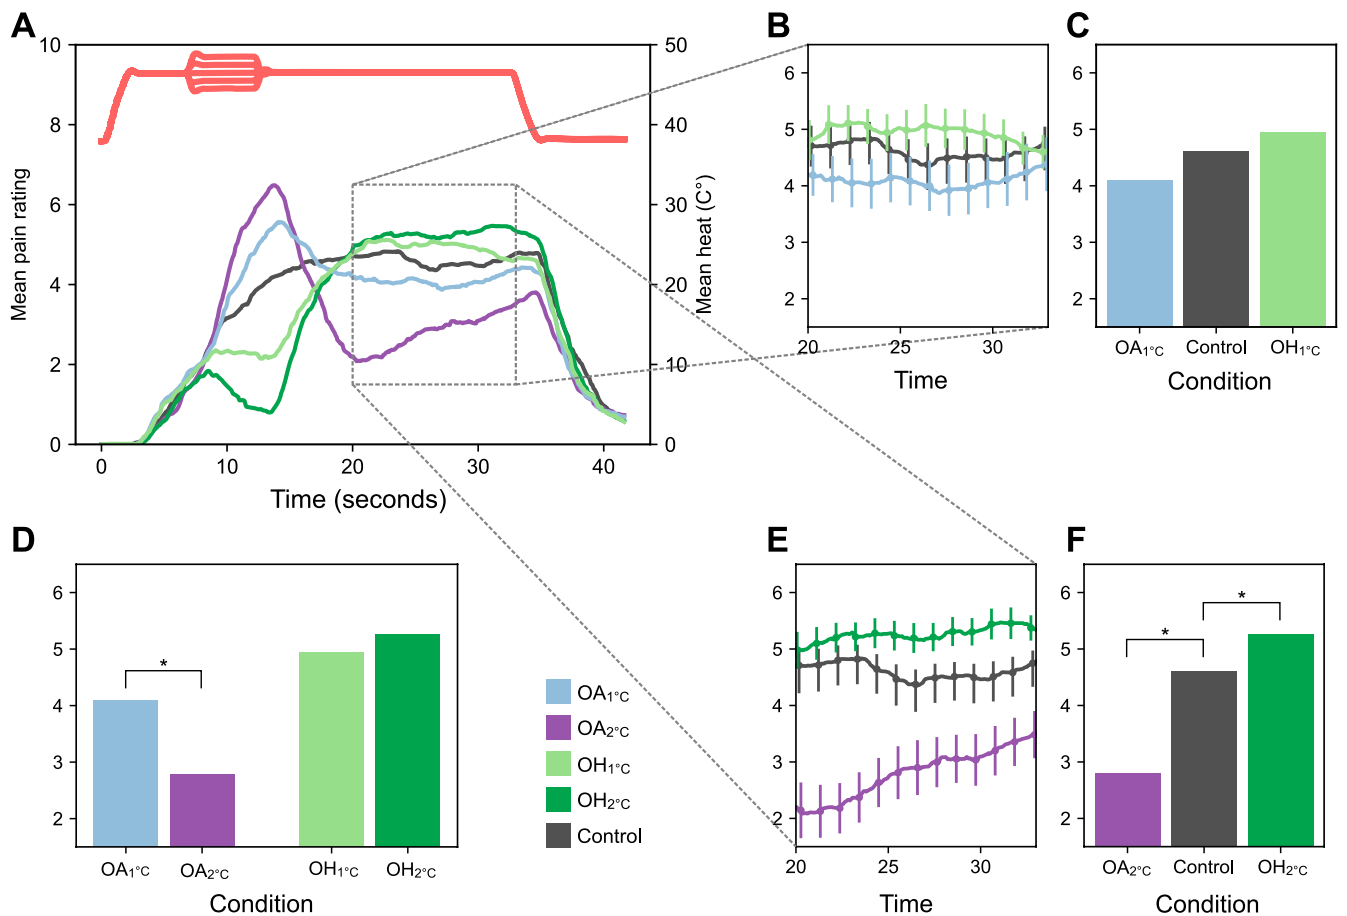 A
10
8
6
4
2
0
Mean pain rating
50
40
30
20
10
0
Mean heat (C°)
0
10
20
30
40
Time (seconds)
B
6
5
4
3
2
20
25
30
Time
C
6
5
4
3
2
OA1°C
Control
OH1°C
Condition
D
6
5
4
3
2
*
OA1°C
OA2°C
OH1°C
OH2°C
Condition
OA1°C
OA2°C
OH1°C
OH2°C
Control
E
6
5
4
3
2
20
25
30
Time
F
6
5
4
3
2
*
*
OA2°C
Control
OH2°C
Condition